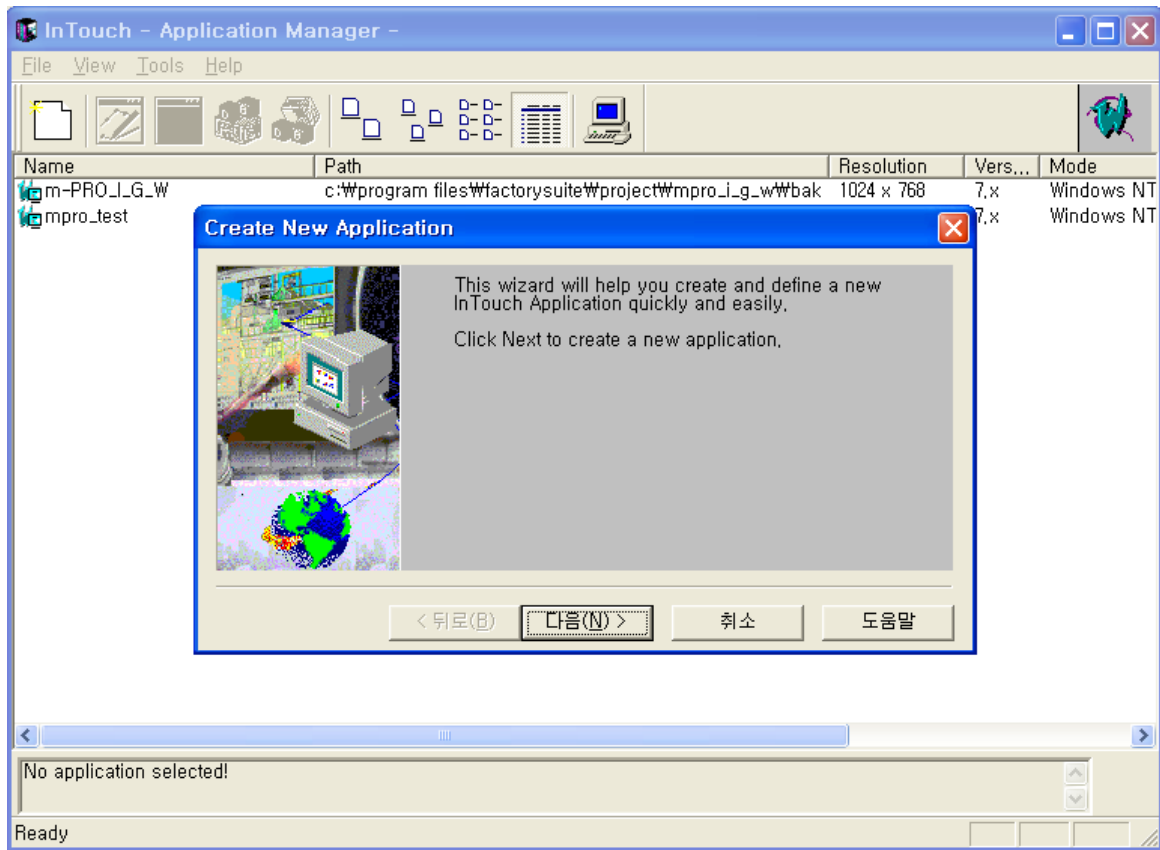 InTouch - Application Manager -
File View Tools Help
Name Path Resolution Vers... Mode
m-PRO_I_G_W c:₩program files₩factorysuite₩project₩mpro_i_g_w₩bak 1024 x 768 7.x Windows NT
mpro_test 7.x Windows NT
Create New Application
This wizard will help you create and define a new
InTouch Application quickly and easily.
Click Next to create a new application.
< 뒤로(B) 다음(N) > 취소 도움말
No application selected!
Ready